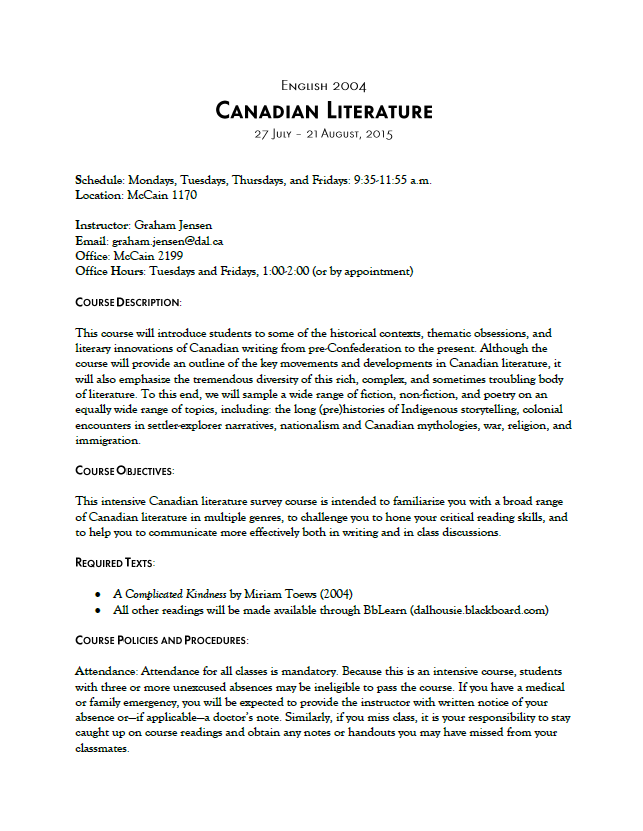 English 2004
Canadian Literature
27 July – 21 August, 2015
Schedule: Mondays, Tuesdays, Thursdays, and Fridays: 9:35-11:55 a.m.
Location: McCain 1170
Instructor: Graham Jensen
Email: graham.jensen@dal.ca
Office: McCain 2199
Office Hours: Tuesdays and Fridays, 1:00-2:00 (or by appointment)
Course Description:
This course will introduce students to some of the historical contexts, thematic obsessions, and
literary innovations of Canadian writing from pre-Confederation to the present. Although the
course will provide an outline of the key movements and developments in Canadian literature, it
will also emphasize the tremendous diversity of this rich, complex, and sometimes troubling body
of literature. To this end, we will sample a wide range of fiction, non-fiction, and poetry on an
equally wide range of topics, including: the long (pre)histories of Indigenous storytelling, colonial
encounters in settler-explorer narratives, nationalism and Canadian mythologies, war, religion, and
immigration.
Course Objectives:
This intensive Canadian literature survey course is intended to familiarize you with a broad range
of Canadian literature in multiple genres, to challenge you to hone your critical reading skills, and
to help you to communicate more effectively both in writing and in class discussions.
Required Texts:
• A Complicated Kindness by Miriam Toews (2004)
• All other readings will be made available through BbLearn (dalhousie.blackboard.com)
Course Policies and Procedures:
Attendance: Attendance for all classes is mandatory. Because this is an intensive course, students
with three or more unexcused absences may be ineligible to pass the course. If you have a medical
or family emergency, you will be expected to provide the instructor with written notice of your
absence or—if applicable—a doctor's note. Similarly, if you miss class, it is your responsibility to stay
caught up on course readings and obtain any notes or handouts you may have missed from your
classmates.